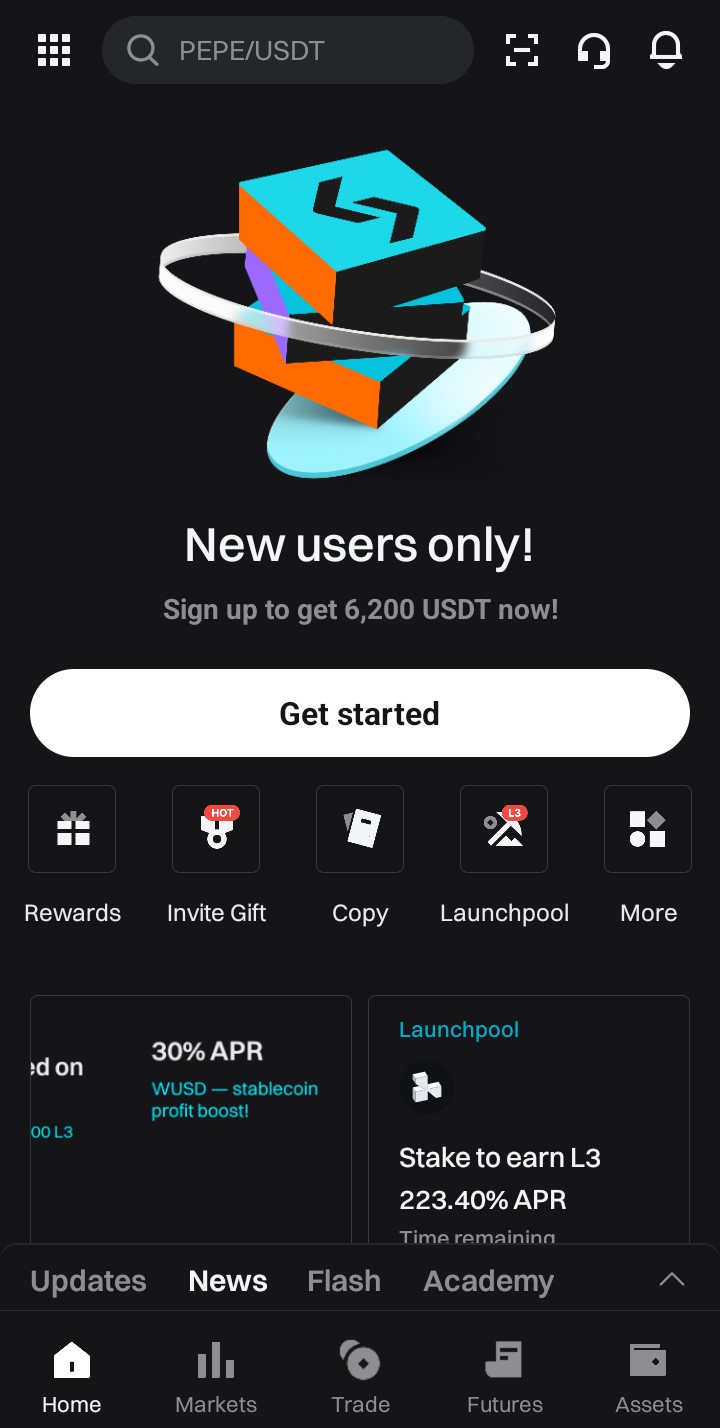 PEPE/USDT
New users only!
Sign up to get 6,200 USDT now!
Get started
HOT
L3
Rewards
Invite Gift
Copy
Launchpool
More
ed on
00 L3
30% APR
WUSD — stablecoin
profit boost!
Launchpool
Stake to earn L3
223.40% APR
Time remaining
Updates
News
Flash
Academy
Home
Markets
Trade
Futures
Assets